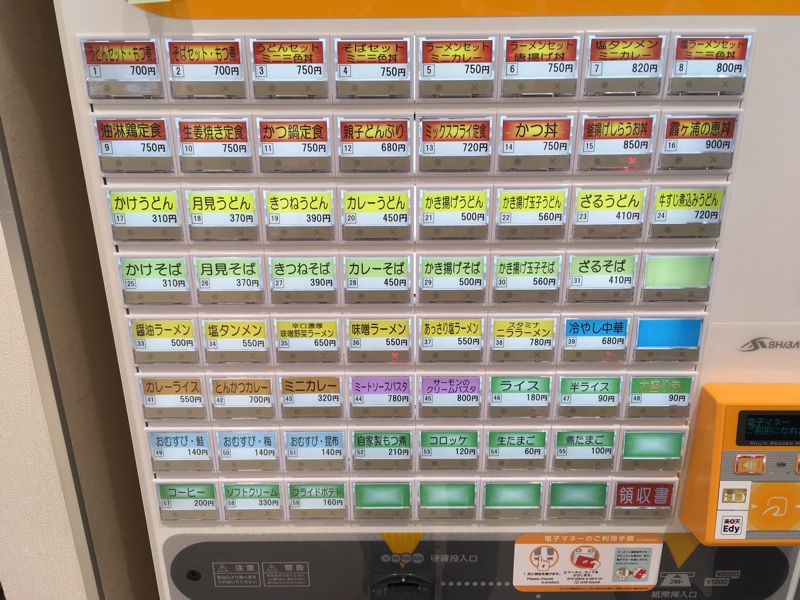 うどんセット・もつ煮
1 700円
そばセット・もつ煮
2 700円
うどんセット
ミニ三色丼
3 750円
そばセット
ミニ三色丼
4 750円
ラーメンセット
ミニカレー
5 750円
ラーメンセット
唐揚げ丼
6 750円
塩タンメン
ミニカレー
7 820円
塩ラーメンセット
ミニ三色丼
8 800円
油淋鶏定食
9 750円
生姜焼き定食
10 750円
かつ鍋定食
11 750円
親子どんぶり
12 680円
ミックスフライ定食
13 720円
かつ丼
14 750円
釜揚げしらうお丼
15 850円
霞ヶ浦の恵丼
16 900円
かけうどん
17 310円
月見うどん
18 370円
きつねうどん
19 390円
カレーうどん
20 450円
かき揚げうどん
21 500円
かき揚げ玉子うどん
22 560円
ざるうどん
23 410円
牛すじ煮込みうどん
24 720円
かけそば
25 310円
月見そば
26 370円
きつねそば
27 390円
カレーそば
28 450円
かき揚げそば
29 500円
かき揚げ玉子そば
30 560円
ざるそば
31 410円
醤油ラーメン
33 500円
塩タンメン
34 550円
辛口濃厚
味噌野菜ラーメン
35 650円
味噌ラーメン
36 550円
あっさり塩ラーメン
37 550円
スタミナ
ニララーメン
38 780円
冷やし中華
39 680円
カレーライス
41 550円
とんかつカレー
42 700円
ミニカレー
43 320円
ミートソースパスタ
44 780円
サーモンの
クリームパスタ
45 800円
ライス
46 180円
半ライス
47 90円
大盛り券
48 90円
おむすび・鮭
49 140円
おむすび・梅
50 140円
おむすび・昆布
51 140円
自家製もつ煮
52 210円
コロッケ
53 120円
生たまご
54 60円
煮たまご
55 100円
コーヒー
57 200円
ソフトクリーム
58 330円
フライドポテト
59 160円
領収書
SHIBA
電子マネー
MULTI READER
iD
楽天
Edy
注意
警告
硬貨投入口
電子マネーのご利用手順
Please choose
a product.
紙幣挿入口
¥1000